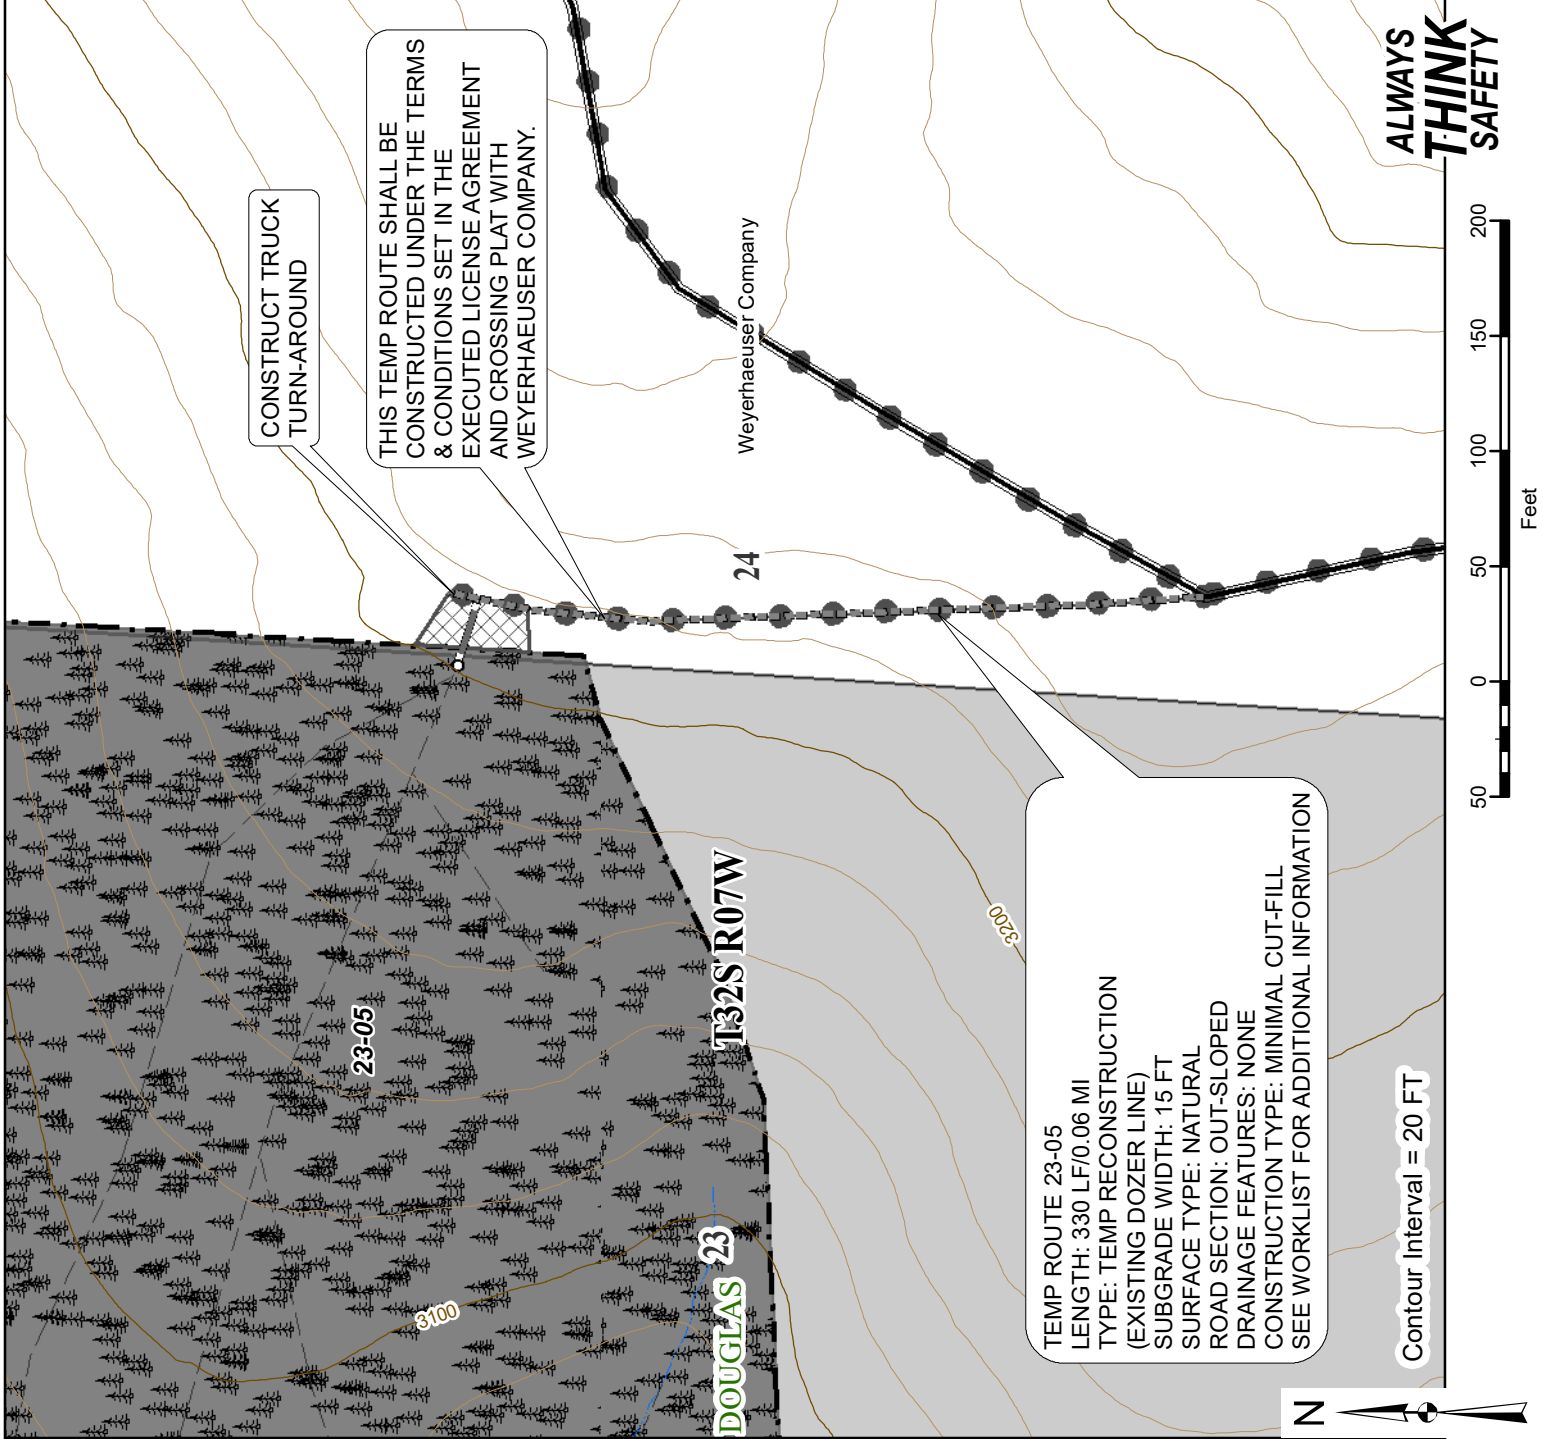 CONSTRUCT TRUCK
TURN-AROUND
THIS TEMP ROUTE SHALL BE
CONSTRUCTED UNDER THE TERMS
& CONDITIONS SET IN THE
EXECUTED LICENSE AGREEMENT
AND CROSSING PLAT WITH
WEYERHAEUSER COMPANY.
23-05
3100
DOUGLAS
23
T32S R07W
24
Weyerhaeuser Company
3200
TEMP ROUTE 23-05
LENGTH: 330 LF/0.06 MI
TYPE: TEMP RECONSTRUCTION
(EXISTING DOZER LINE)
SUBGRADE WIDTH: 15 FT
SURFACE TYPE: NATURAL
ROAD SECTION: OUT-SLOPED
DRAINAGE FEATURES: NONE
CONSTRUCTION TYPE: MINIMAL CUT-FILL
SEE WORKLIST FOR ADDITIONAL INFORMATION
N
Contour Interval = 20 FT
50 0 50 100 150 200
Feet
ALWAYS
THINK
SAFETY